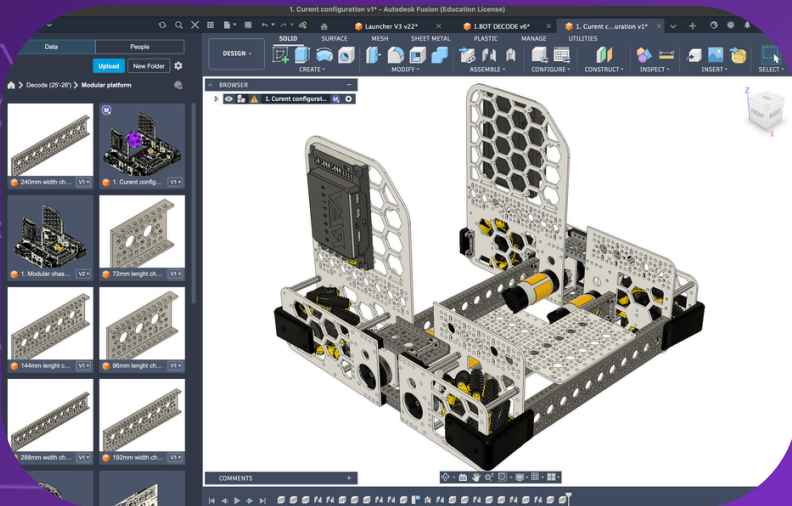 1. Curent configuration v1* - Autodesk Fusion (Education License)
Launcher V3 v22*
1.BOT DECODE v6*
1. Curent c...uration v1*
Data
People
Upload
New Folder
Decode (25'-26')
Modular platform
240mm width ch...
V1
1. Curent config...
V1
1. Modular chas...
V2
72mm lenght ch...
V1
144mm lenght c...
V1
96mm lenght ch...
V1
288mm width ch...
V1
192mm width ch...
V1
DESIGN
SOLID
SURFACE
MESH
SHEET METAL
PLASTIC
MANAGE
UTILITIES
CREATE
MODIFY
ASSEMBLE
CONFIGURE
CONSTRUCT
INSPECT
INSERT
SELECT
BROWSER
1. Curent configurat...
Z
X
COMMENTS